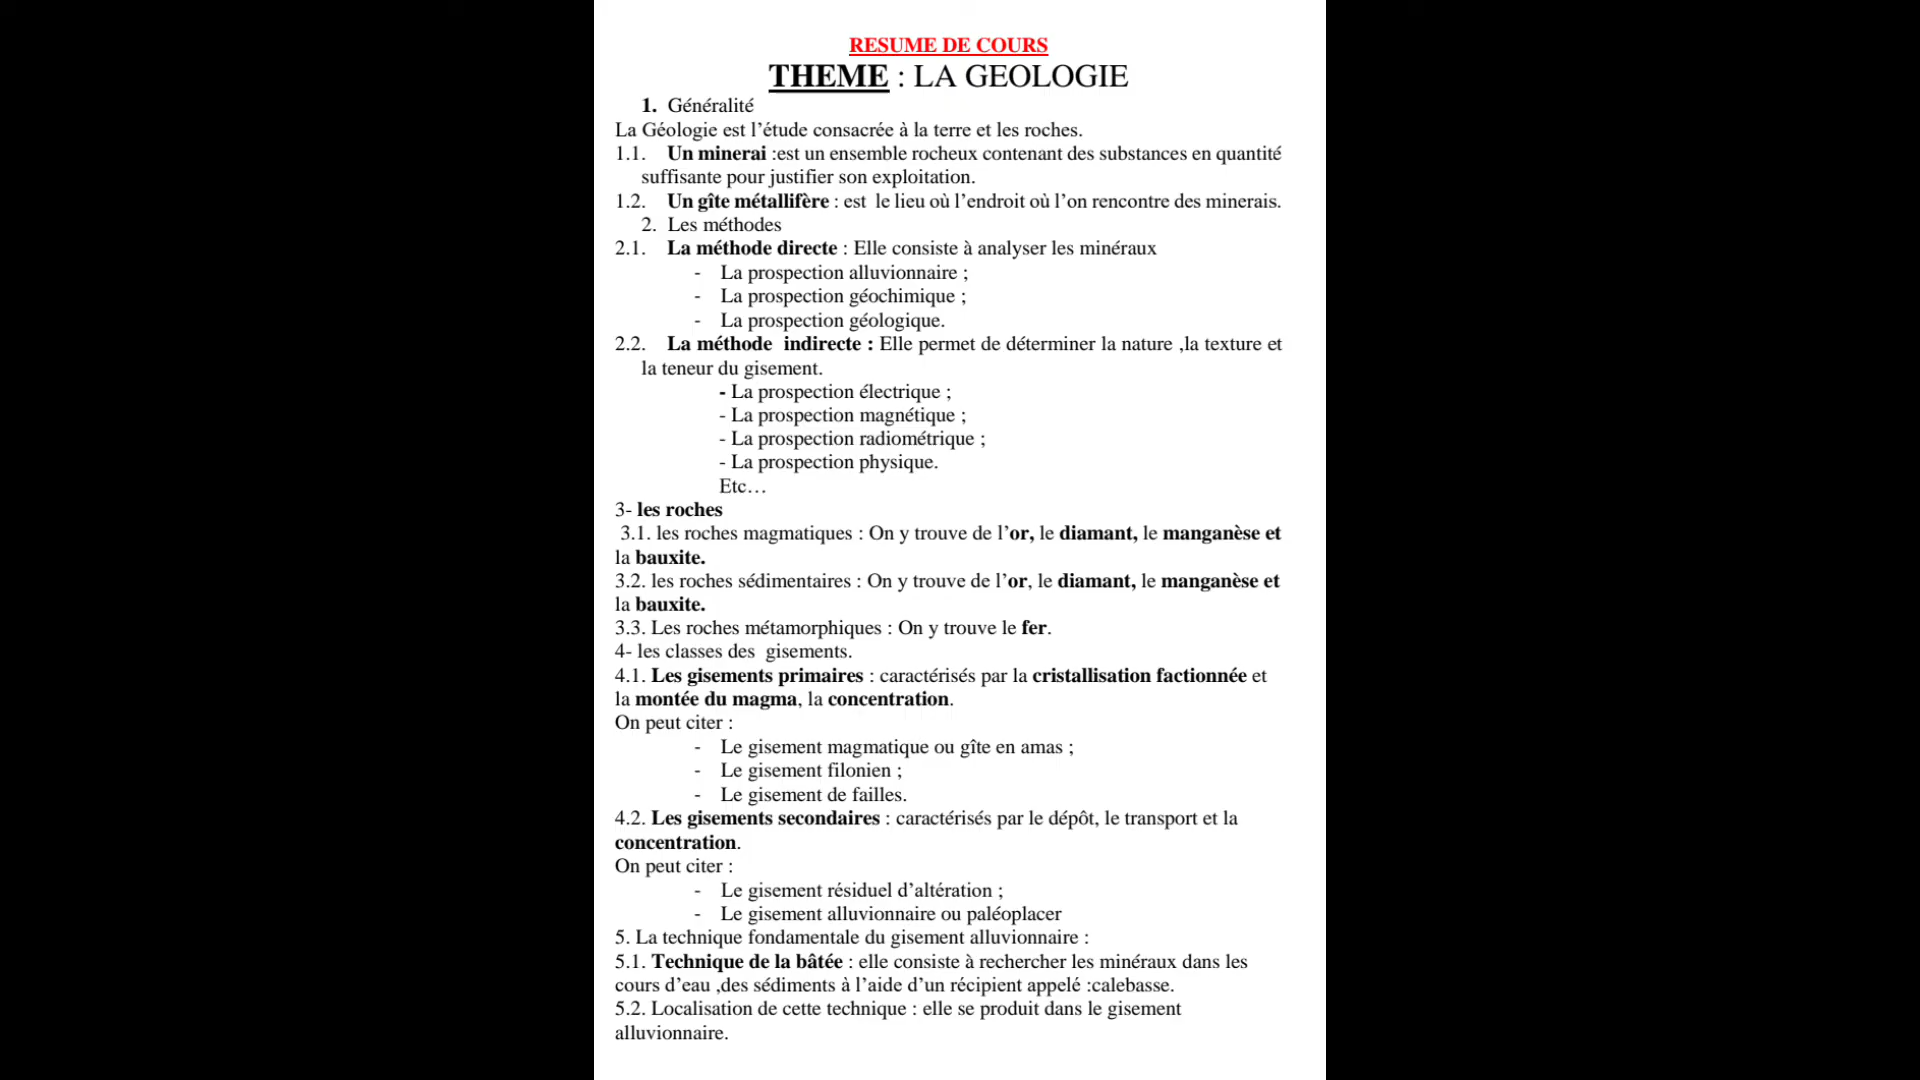 RESUME DE COURS
THEME : LA GEOLOGIE
1. Généralité
La Géologie est l’étude consacrée à la terre et les roches.
1.1. Un minerai :est un ensemble rocheux contenant des substances en quantité
suffisante pour justifier son exploitation.
1.2. Un gîte métallifère : est le lieu où l’endroit où l’on rencontre des minerais.
2. Les méthodes
2.1. La méthode directe : Elle consiste à analyser les minéraux
- La prospection alluvionnaire ;
- La prospection géochimique ;
- La prospection géologique.
2.2. La méthode indirecte : Elle permet de déterminer la nature ,la texture et
la teneur du gisement.
- La prospection électrique ;
- La prospection magnétique ;
- La prospection radiométrique ;
- La prospection physique.
Etc…
3- les roches
3.1. les roches magmatiques : On y trouve de l’or, le diamant, le manganèse et
la bauxite.
3.2. les roches sédimentaires : On y trouve de l’or, le diamant, le manganèse et
la bauxite.
3.3. Les roches métamorphiques : On y trouve le fer.
4- les classes des gisements.
4.1. Les gisements primaires : caractérisés par la cristallisation factionnée et
la montée du magma, la concentration.
On peut citer :
- Le gisement magmatique ou gîte en amas ;
- Le gisement filonien ;
- Le gisement de failles.
4.2. Les gisements secondaires : caractérisés par le dépôt, le transport et la
concentration.
On peut citer :
- Le gisement résiduel d’altération ;
- Le gisement alluvionnaire ou paléoplacer
5. La technique fondamentale du gisement alluvionnaire :
5.1. Technique de la bâtée : elle consiste à rechercher les minéraux dans les
cours d’eau ,des sédiments à l’aide d’un récipient appelé :calebasse.
5.2. Localisation de cette technique : elle se produit dans le gisement
alluvionnaire.